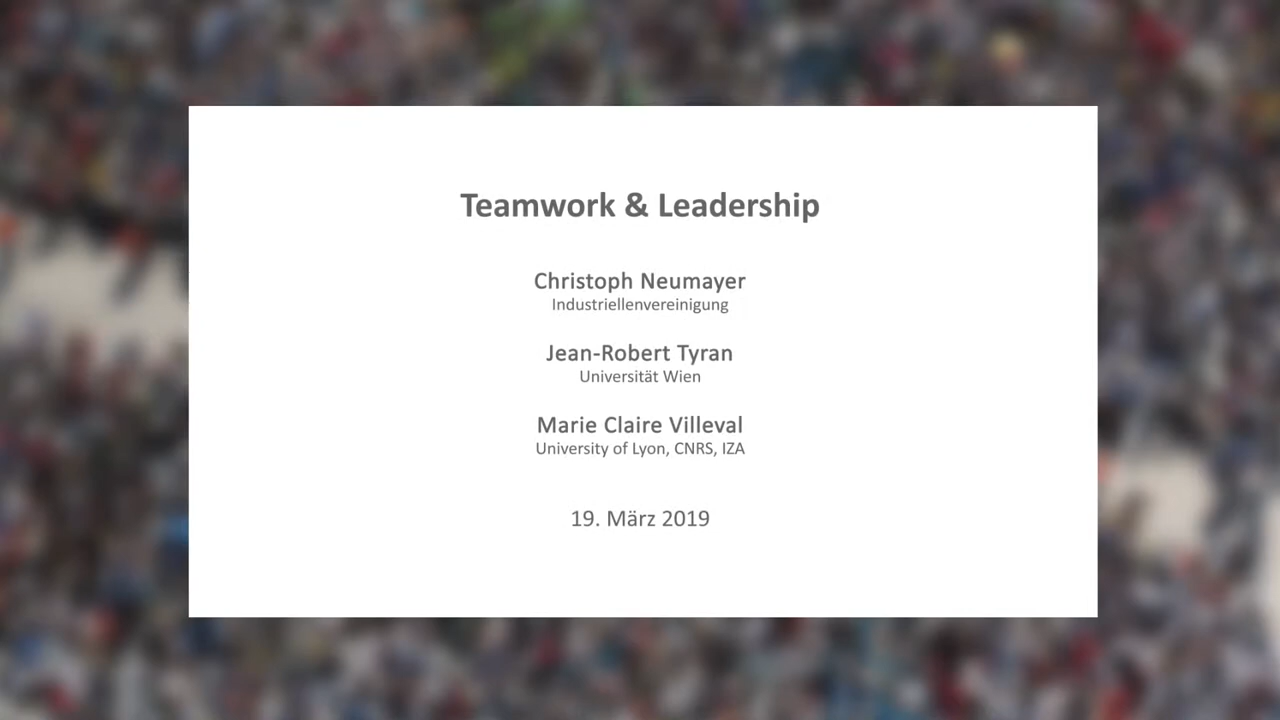 Teamwork & Leadership
Christoph Neumayer
Industriellenvereinigung
Jean-Robert Tyran
Universität Wien
Marie Claire Villeval
University of Lyon, CNRS, IZA
19. März 2019